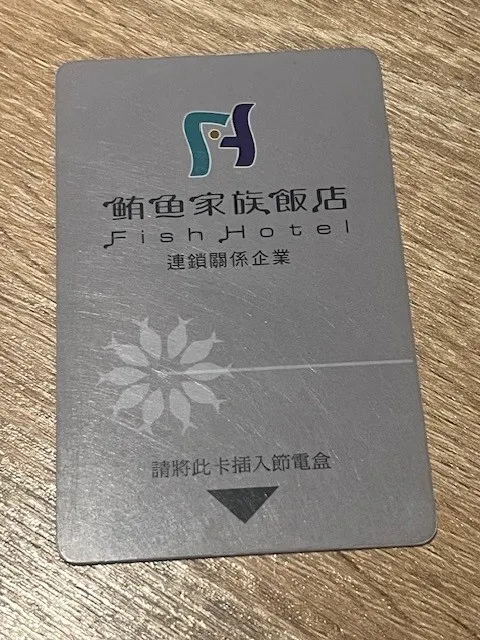 FH
鮪魚家族飯店
Fish Hotel
連鎖關係企業
請將此卡插入節電盒